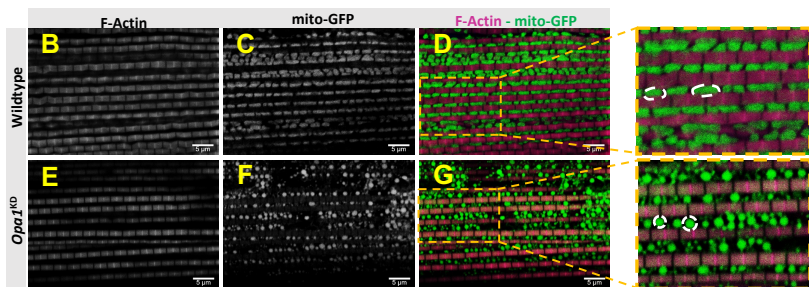 F-Actin mito-GFP F-Actin - mito-GFP
Wildtype
B C D
5 μm 5 μm 5 μm
Opa1KD
E F G
5 μm 5 μm 5 μm